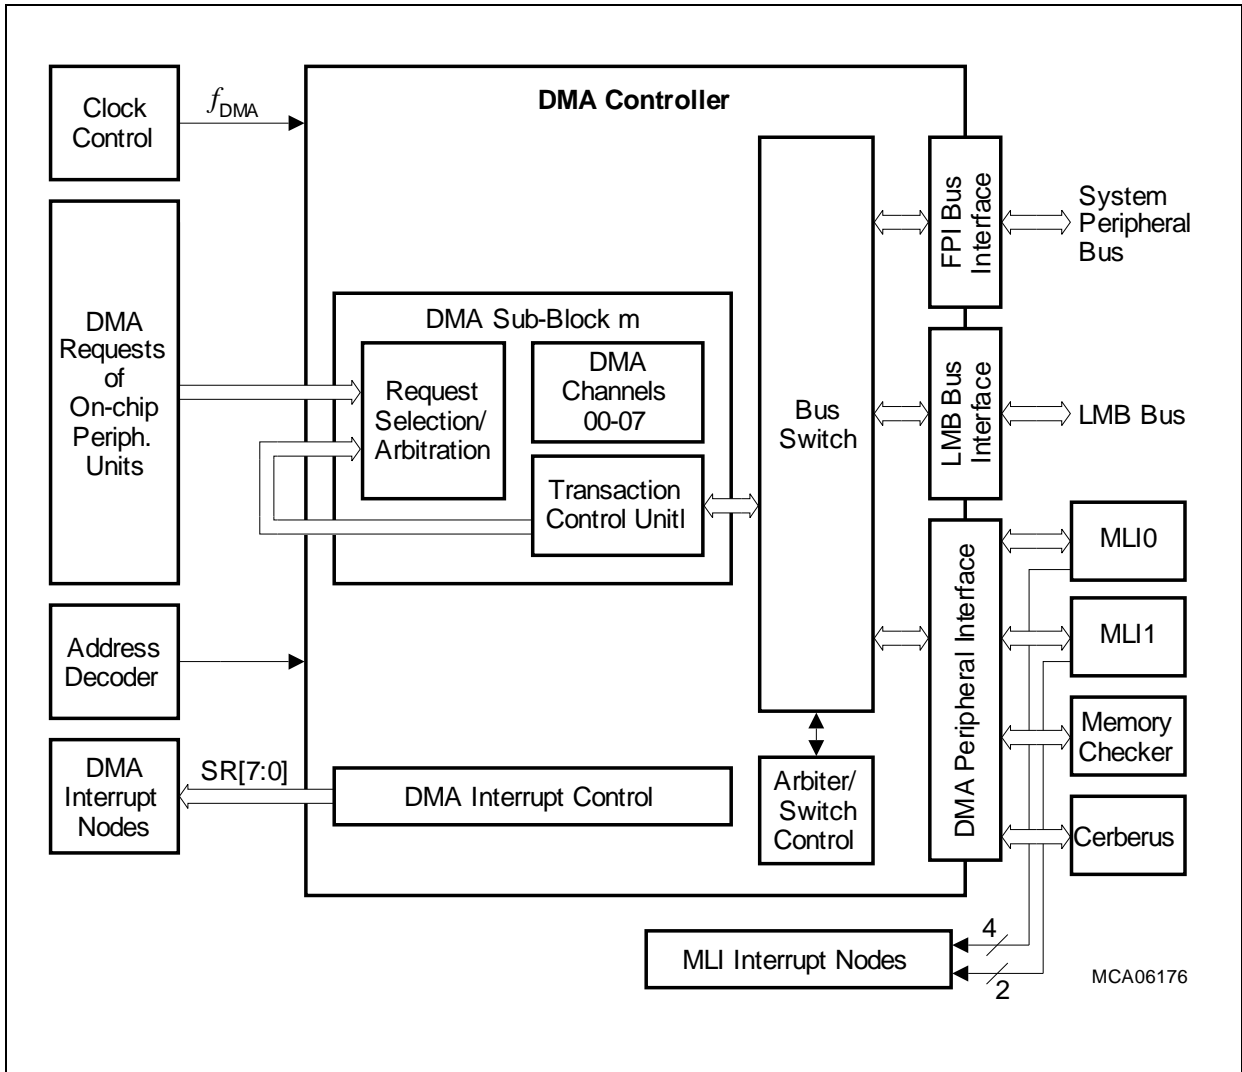 Clock
Control
fDMA
DMA Controller
DMA
Requests
of
On-chip
Periph.
Units
DMA Sub-Block m
Request
Selection/
Arbitration
DMA
Channels
00-07
Transaction
Control Unitl
Bus
Switch
FPI Bus
Interface
System
Peripheral
Bus
LMB Bus
Interface
LMB Bus
DMA Peripheral Interface
MLI0
MLI1
Memory
Checker
Cerberus
Address
Decoder
DMA
Interrupt
Nodes
SR[7:0]
DMA Interrupt Control
Arbiter/
Switch
Control
MLI Interrupt Nodes
4
2
MCA06176